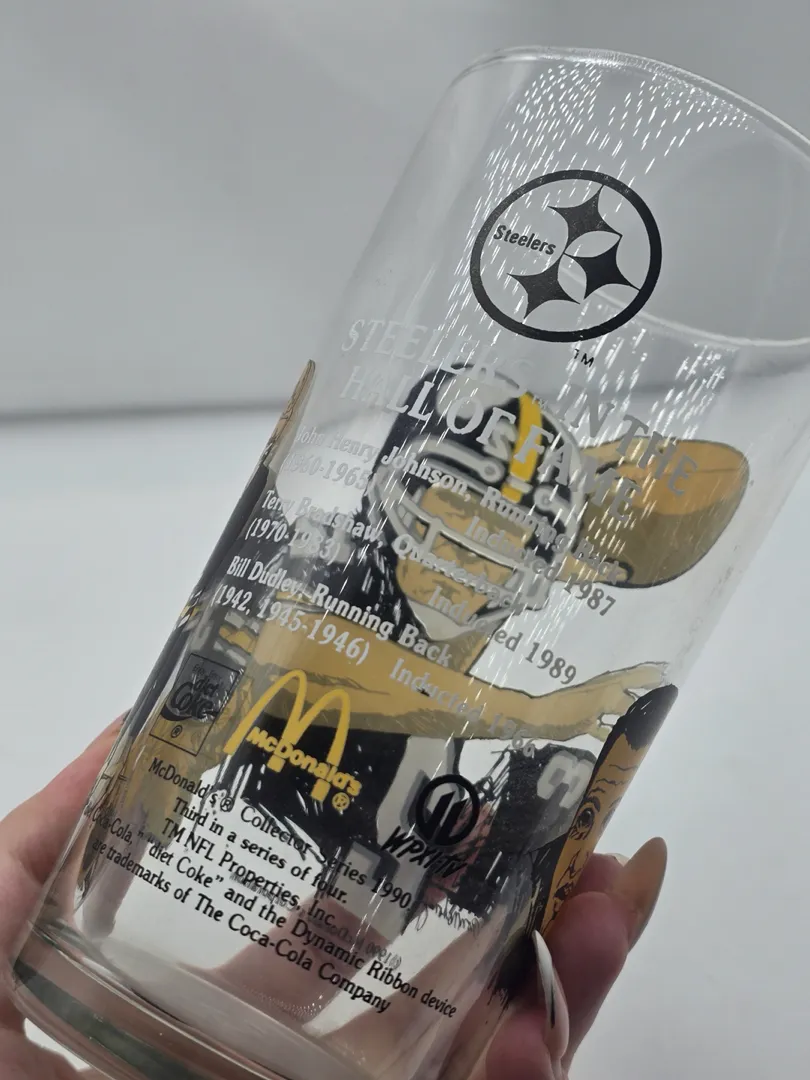 Steelers
TM
STEELERS IN THE
HALL OF FAME
John Henry Johnson, Running Back
(1960-1965) Inducted 1987
Terry Bradshaw, Quarterback
(1970-1983) Inducted 1989
Bill Dudley, Running Back
(1942, 1945-1946) Inducted 1966
diet
Coke
®
McDonald's®
WPXI-TV
McDonald's® Collector Series 1990
Third in a series of four.
TM NFL Properties, Inc.
Coca-Cola, "diet Coke" and the Dynamic Ribbon device
are trademarks of The Coca-Cola Company